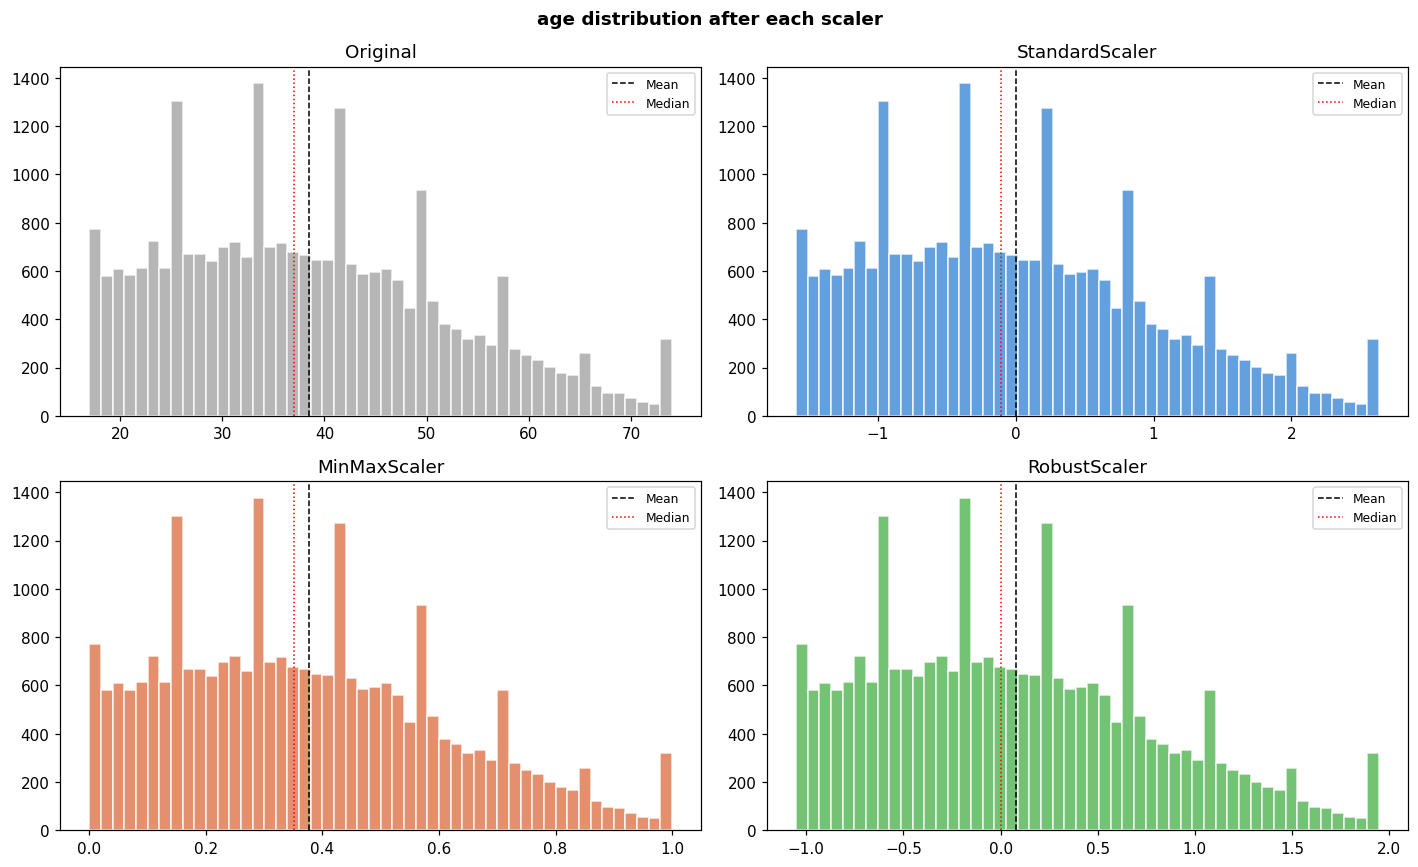 age distribution after each scaler
Original
1400
1200
1000
800
600
400
200
0
20 30 40 50 60 70
Mean
Median
StandardScaler
1400
1200
1000
800
600
400
200
0
−1 0 1 2
Mean
Median
MinMaxScaler
1400
1200
1000
800
600
400
200
0
0.0 0.2 0.4 0.6 0.8 1.0
Mean
Median
RobustScaler
1400
1200
1000
800
600
400
200
0
−1.0 −0.5 0.0 0.5 1.0 1.5 2.0
Mean
Median